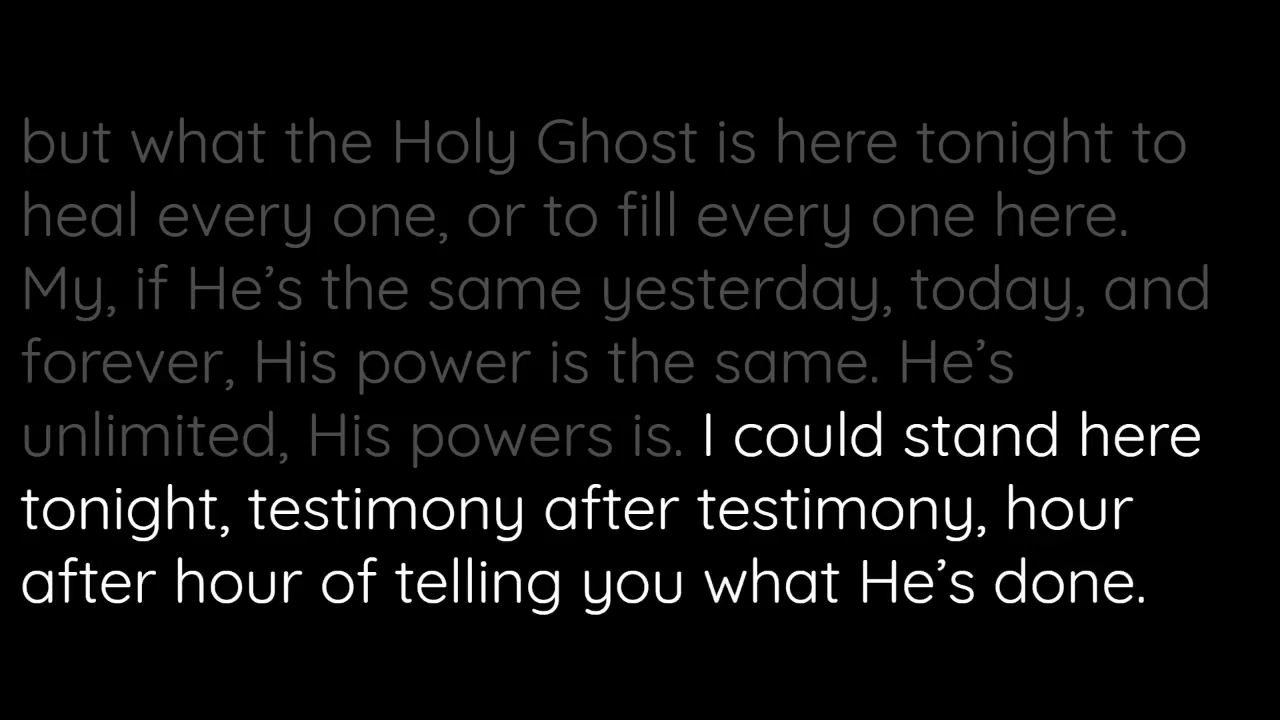 but what the Holy Ghost is here tonight to
heal every one, or to fill every one here.
My, if He’s the same yesterday, today, and
forever, His power is the same. He’s
unlimited, His powers is. I could stand here
tonight, testimony after testimony, hour
after hour of telling you what He’s done.